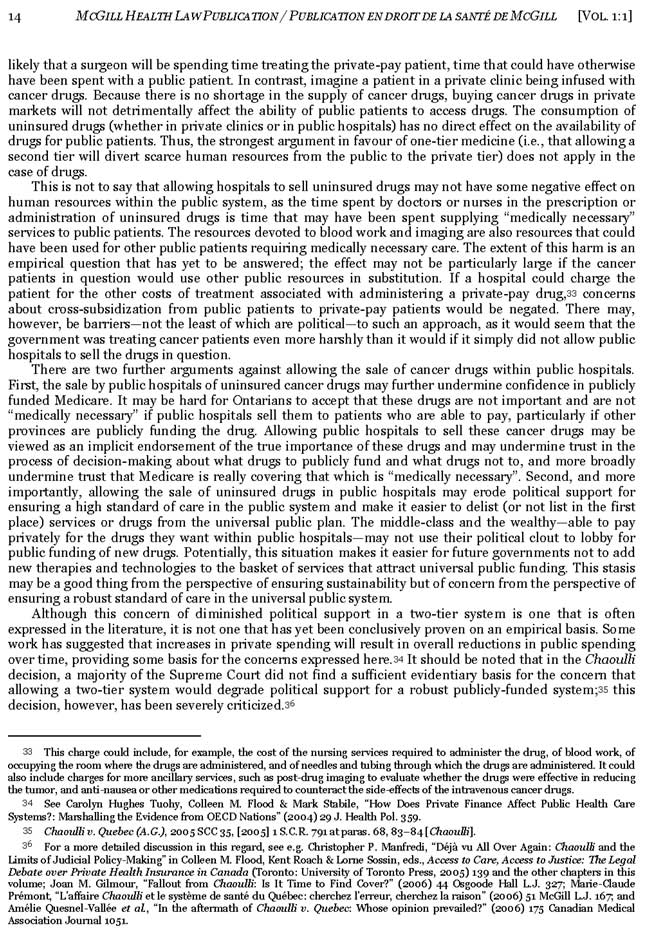 14 MCGILL HEALTH LAW PUBLICATION / PUBLICATION EN DROIT DE LA SANTÉ DE MCGILL [VOL. 1:1]
likely that a surgeon will be spending time treating the private-pay patient, time that could have otherwise
have been spent with a public patient. In contrast, imagine a patient in a private clinic being infused with
cancer drugs. Because there is no shortage in the supply of cancer drugs, buying cancer drugs in private
markets will not detrimentally affect the ability of public patients to access drugs. The consumption of
uninsured drugs (whether in private clinics or in public hospitals) has no direct effect on the availability of
drugs for public patients. Thus, the strongest argument in favour of one-tier medicine (i.e., that allowing a
second tier will divert scarce human resources from the public to the private tier) does not apply in the
case of drugs.
This is not to say that allowing hospitals to sell uninsured drugs may not have some negative effect on
human resources within the public system, as the time spent by doctors or nurses in the prescription or
administration of uninsured drugs is time that may have been spent supplying “medically necessary”
services to public patients. The resources devoted to blood work and imaging are also resources that could
have been used for other public patients requiring medically necessary care. The extent of this harm is an
empirical question that has yet to be answered; the effect may not be particularly large if the cancer
patients in question would use other public resources in substitution. If a hospital could charge the
patient for the other costs of treatment associated with administering a private-pay drug,33 concerns
about cross-subsidization from public patients to private-pay patients would be negated. There may,
however, be barriers—not the least of which are political—to such an approach, as it would seem that the
government was treating cancer patients even more harshly than it would if it simply did not allow public
hospitals to sell the drugs in question.
There are two further arguments against allowing the sale of cancer drugs within public hospitals.
First, the sale by public hospitals of uninsured cancer drugs may further undermine confidence in publicly
funded Medicare. It may be hard for Ontarians to accept that these drugs are not important and are not
“medically necessary” if public hospitals sell them to patients who are able to pay, particularly if other
provinces are publicly funding the drug. Allowing public hospitals to sell these cancer drugs may be
viewed as an implicit endorsement of the true importance of these drugs and may undermine trust in the
process of decision-making about what drugs to publicly fund and what drugs not to, and more broadly
undermine trust that Medicare is really covering that which is “medically necessary”. Second, and more
importantly, allowing the sale of uninsured drugs in public hospitals may erode political support for
ensuring a high standard of care in the public system and make it easier to delist (or not list in the first
place) services or drugs from the universal public plan. The middle-class and the wealthy—able to pay
privately for the drugs they want within public hospitals—may not use their political clout to lobby for
public funding of new drugs. Potentially, this situation makes it easier for future governments not to add
new therapies and technologies to the basket of services that attract universal public funding. This stasis
may be a good thing from the perspective of ensuring sustainability but of concern from the perspective of
ensuring a robust standard of care in the universal public system.
Although this concern of diminished political support in a two-tier system is one that is often
expressed in the literature, it is not one that has yet been conclusively proven on an empirical basis. Some
work has suggested that increases in private spending will result in overall reductions in public spending
over time, providing some basis for the concerns expressed here.34 It should be noted that in the Chaoulli
decision, a majority of the Supreme Court did not find a sufficient evidentiary basis for the concern that
allowing a two-tier system would degrade political support for a robust publicly-funded system;35 this
decision, however, has been severely criticized.36
33 This charge could include, for example, the cost of the nursing services required to administer the drug, of blood work, of
occupying the room where the drugs are administered, and of needles and tubing through which the drugs are administered. It could
also include charges for more ancillary services, such as post-drug imaging to evaluate whether the drugs were effective in reducing
the tumor, and anti-nausea or other medications required to counteract the side-effects of the intravenous cancer drugs.
34 See Carolyn Hughes Tuohy, Colleen M. Flood & Mark Stabile, “How Does Private Finance Affect Public Health Care
Systems?: Marshalling the Evidence from OECD Nations” (2004) 29 J. Health Pol. 359.
35 Chaoulli v. Quebec (A.G.), 2005 SCC 35, [2005] 1 S.C.R. 791 at paras. 68, 83–84 [Chaoulli].
36 For a more detailed discussion in this regard, see e.g. Christopher P. Manfredi, “Déjà vu All Over Again: Chaoulli and the
Limits of Judicial Policy-Making” in Colleen M. Flood, Kent Roach & Lorne Sossin, eds., Access to Care, Access to Justice: The Legal
Debate over Private Health Insurance in Canada (Toronto: University of Toronto Press, 2005) 139 and the other chapters in this
volume; Joan M. Gilmour, “Fallout from Chaoulli: Is It Time to Find Cover?” (2006) 44 Osgoode Hall L.J. 327; Marie-Claude
Prémont, “L’affaire Chaoulli et le système de santé du Québec: cherchez l’erreur, cherchez la raison” (2006) 51 McGill L.J. 167; and
Amélie Quesnel-Vallée et al., “In the aftermath of Chaoulli v. Quebec: Whose opinion prevailed?” (2006) 175 Canadian Medical
Association Journal 1051.